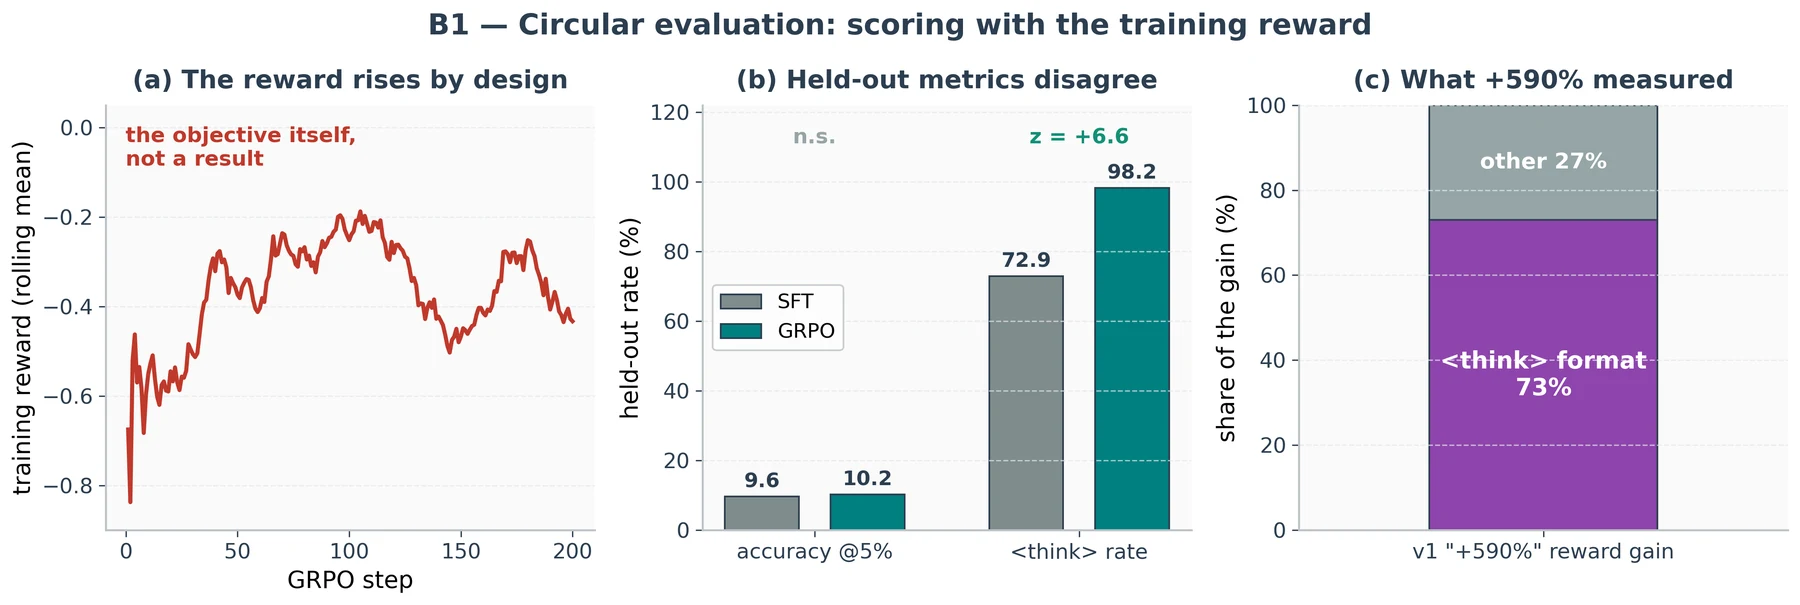 B1 — Circular evaluation: scoring with the training reward
(a) The reward rises by design
the objective itself,
not a result
training reward (rolling mean)
0.0
−0.2
−0.4
−0.6
−0.8
0
50
100
150
200
GRPO step
(b) Held-out metrics disagree
held-out rate (%)
120
100
80
60
40
20
0
n.s.
z = +6.6
9.6
10.2
72.9
98.2
SFT
GRPO
accuracy @5%
<think> rate
(c) What +590% measured
share of the gain (%)
100
80
60
40
20
0
other 27%
<think> format
73%
v1 "+590%" reward gain